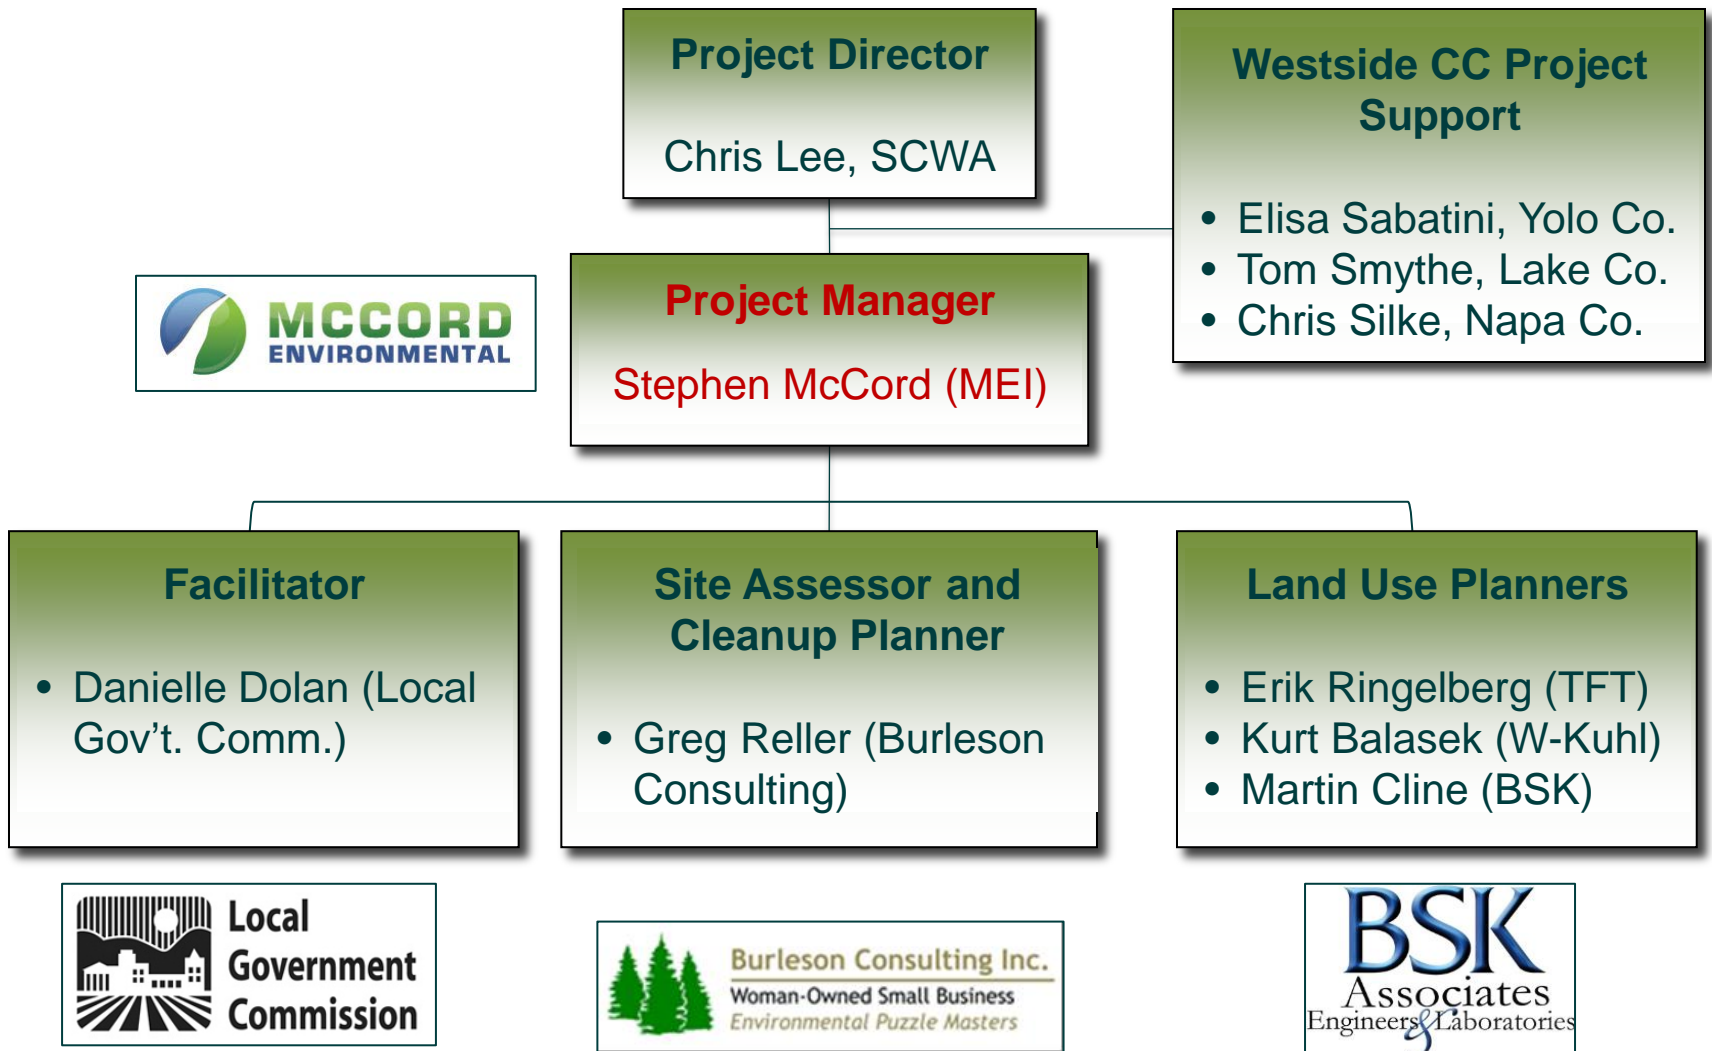 Project Director
Chris Lee, SCWA
Westside CC Project
Support
• Elisa Sabatini, Yolo Co.
• Tom Smythe, Lake Co.
• Chris Silke, Napa Co.
MCCORD
ENVIRONMENTAL
Project Manager
Stephen McCord (MEI)
Facilitator
• Danielle Dolan (Local
Gov’t. Comm.)
Site Assessor and
Cleanup Planner
• Greg Reller (Burleson
Consulting)
Land Use Planners
• Erik Ringelberg (TFT)
• Kurt Balasek (W-Kuhl)
• Martin Cline (BSK)
Local
Government
Commission
Burleson Consulting Inc.
Woman-Owned Small Business
Environmental Puzzle Masters
BSK
Associates
Engineers & Laboratories